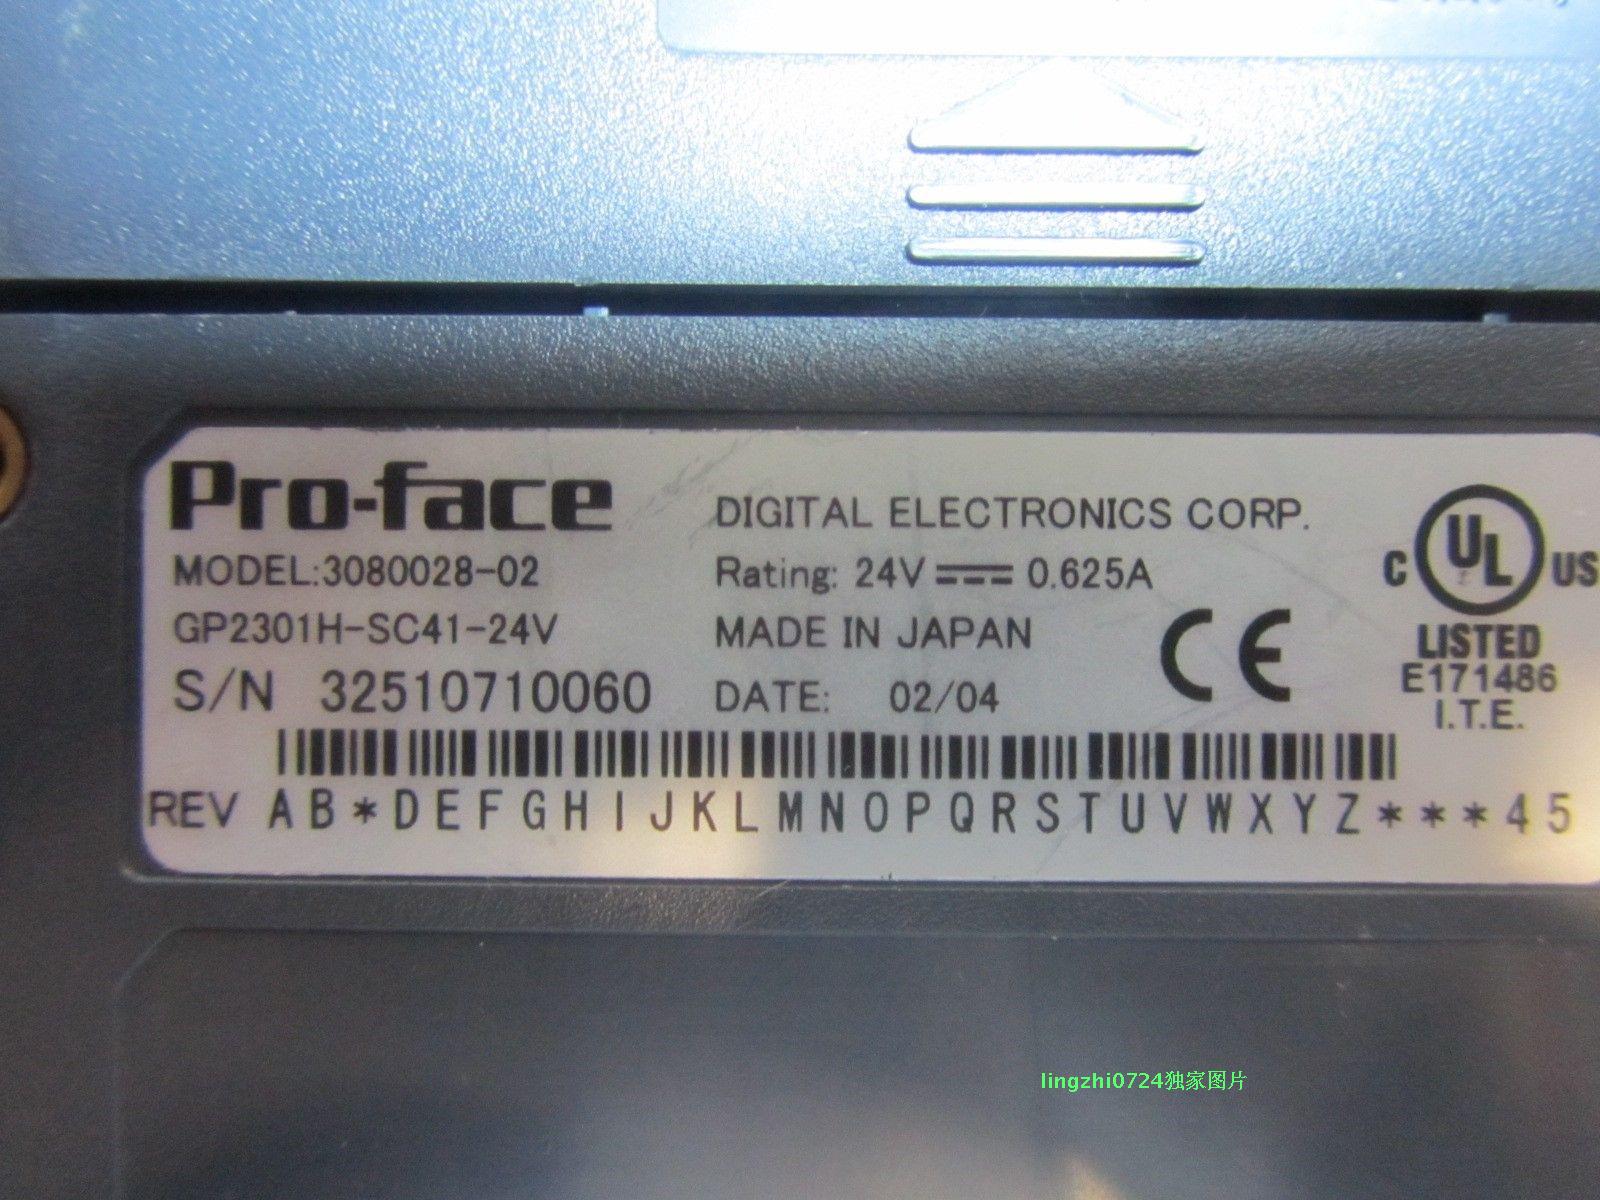 Pro-face
DIGITAL ELECTRONICS CORP.
MODEL:3080028-02
Rating: 24V 0.625A
GP2301H-SC41-24V
MADE IN JAPAN
S/N 32510710060
DATE: 02/04
CE
C UL US
LISTED
E171486
I.T.E.
REV AB*DEFGHIJKLMNOPQRSTUVWXYZ***45
lingzhi0724独家图片